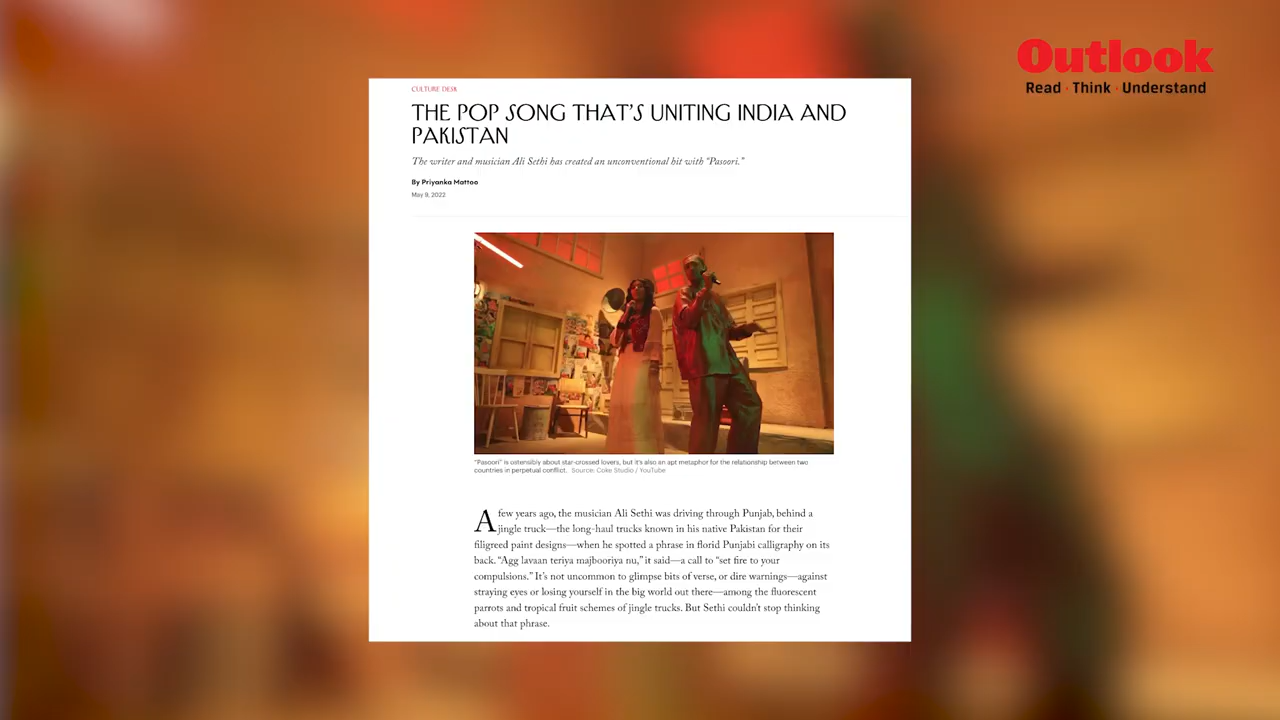 Outlook
Read · Think · Understand
CULTURE DESK
THE POP SONG THAT'S UNITING INDIA AND
PAKISTAN
The writer and musician Ali Sethi has created an unconventional hit with "Pasoori."
By Priyanka Mattoo
May 9, 2022
"Pasoori" is ostensibly about star-crossed lovers, but it's also an apt metaphor for the relationship between two
countries in perpetual conflict. Source: Coke Studio / YouTube
A few years ago, the musician Ali Sethi was driving through Punjab, behind a
jingle truck—the long-haul trucks known in his native Pakistan for their
filigreed paint designs—when he spotted a phrase in florid Punjabi calligraphy on its
back. "Agg lavaan teriya majbooriya nu," it said—a call to "set fire to your
compulsions." It's not uncommon to glimpse bits of verse, or dire warnings—against
straying eyes or losing yourself in the big world out there—among the fluorescent
parrots and tropical fruit schemes of jingle trucks. But Sethi couldn't stop thinking
about that phrase.